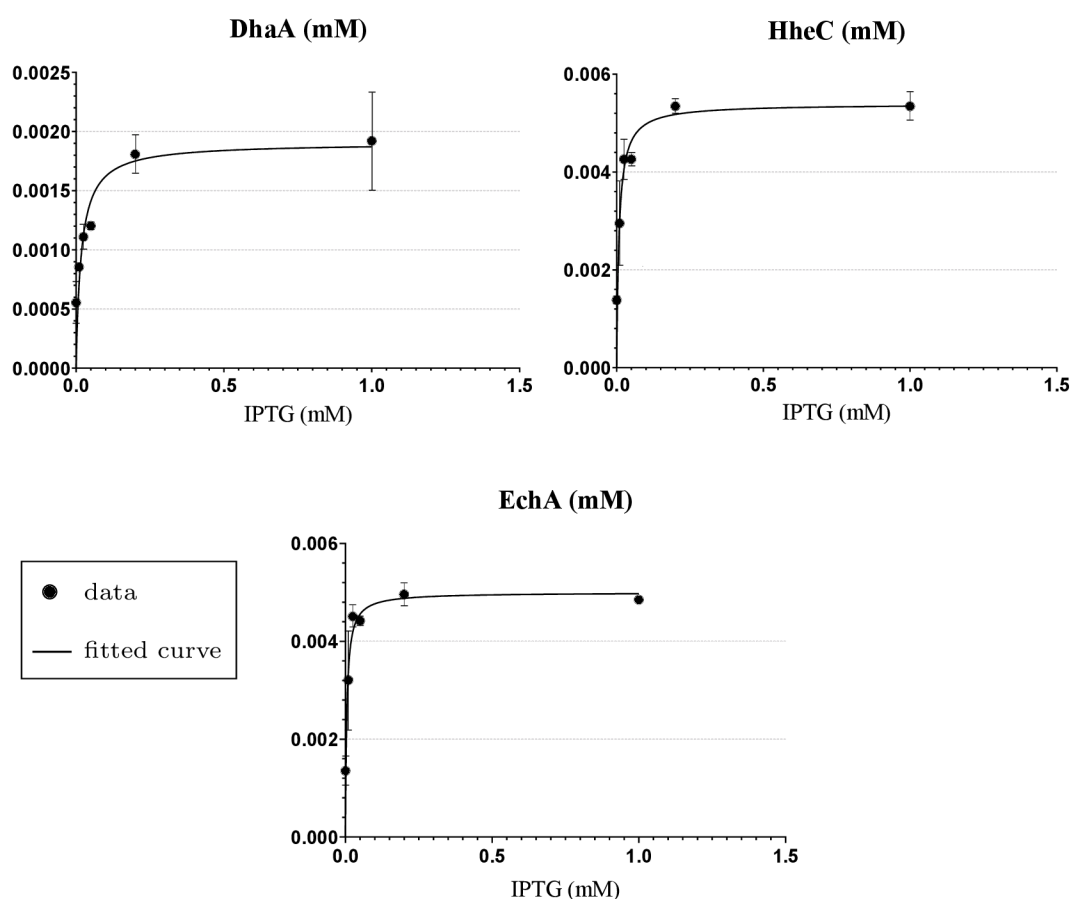 DhaA (mM)
0.0025
0.0020
0.0015
0.0010
0.0005
0.0000
0.0 0.5 1.0 1.5
IPTG (mM)
HheC (mM)
0.006
0.004
0.002
0.000
0.0 0.5 1.0 1.5
IPTG (mM)
EchA (mM)
0.006
0.004
0.002
0.000
0.0 0.5 1.0 1.5
IPTG (mM)
data
fitted curve